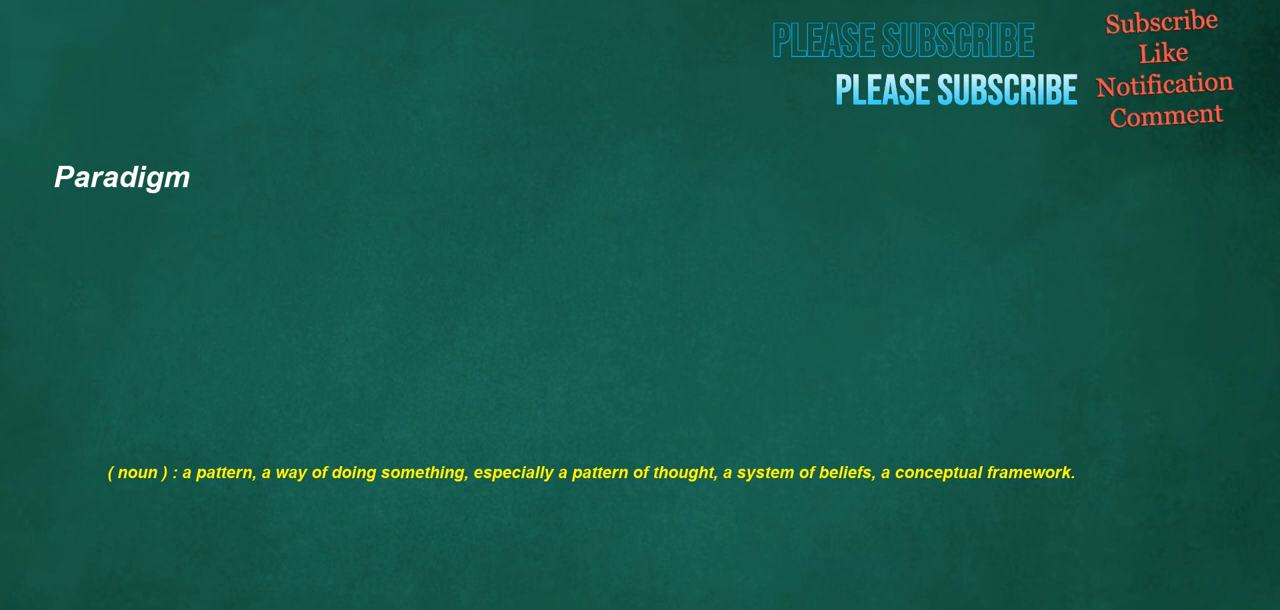 PLEASE SUBSCRIBE
PLEASE SUBSCRIBE
Subscribe
Like
Notification
Comment
Paradigm
( noun ) : a pattern, a way of doing something, especially a pattern of thought, a system of beliefs, a conceptual framework.